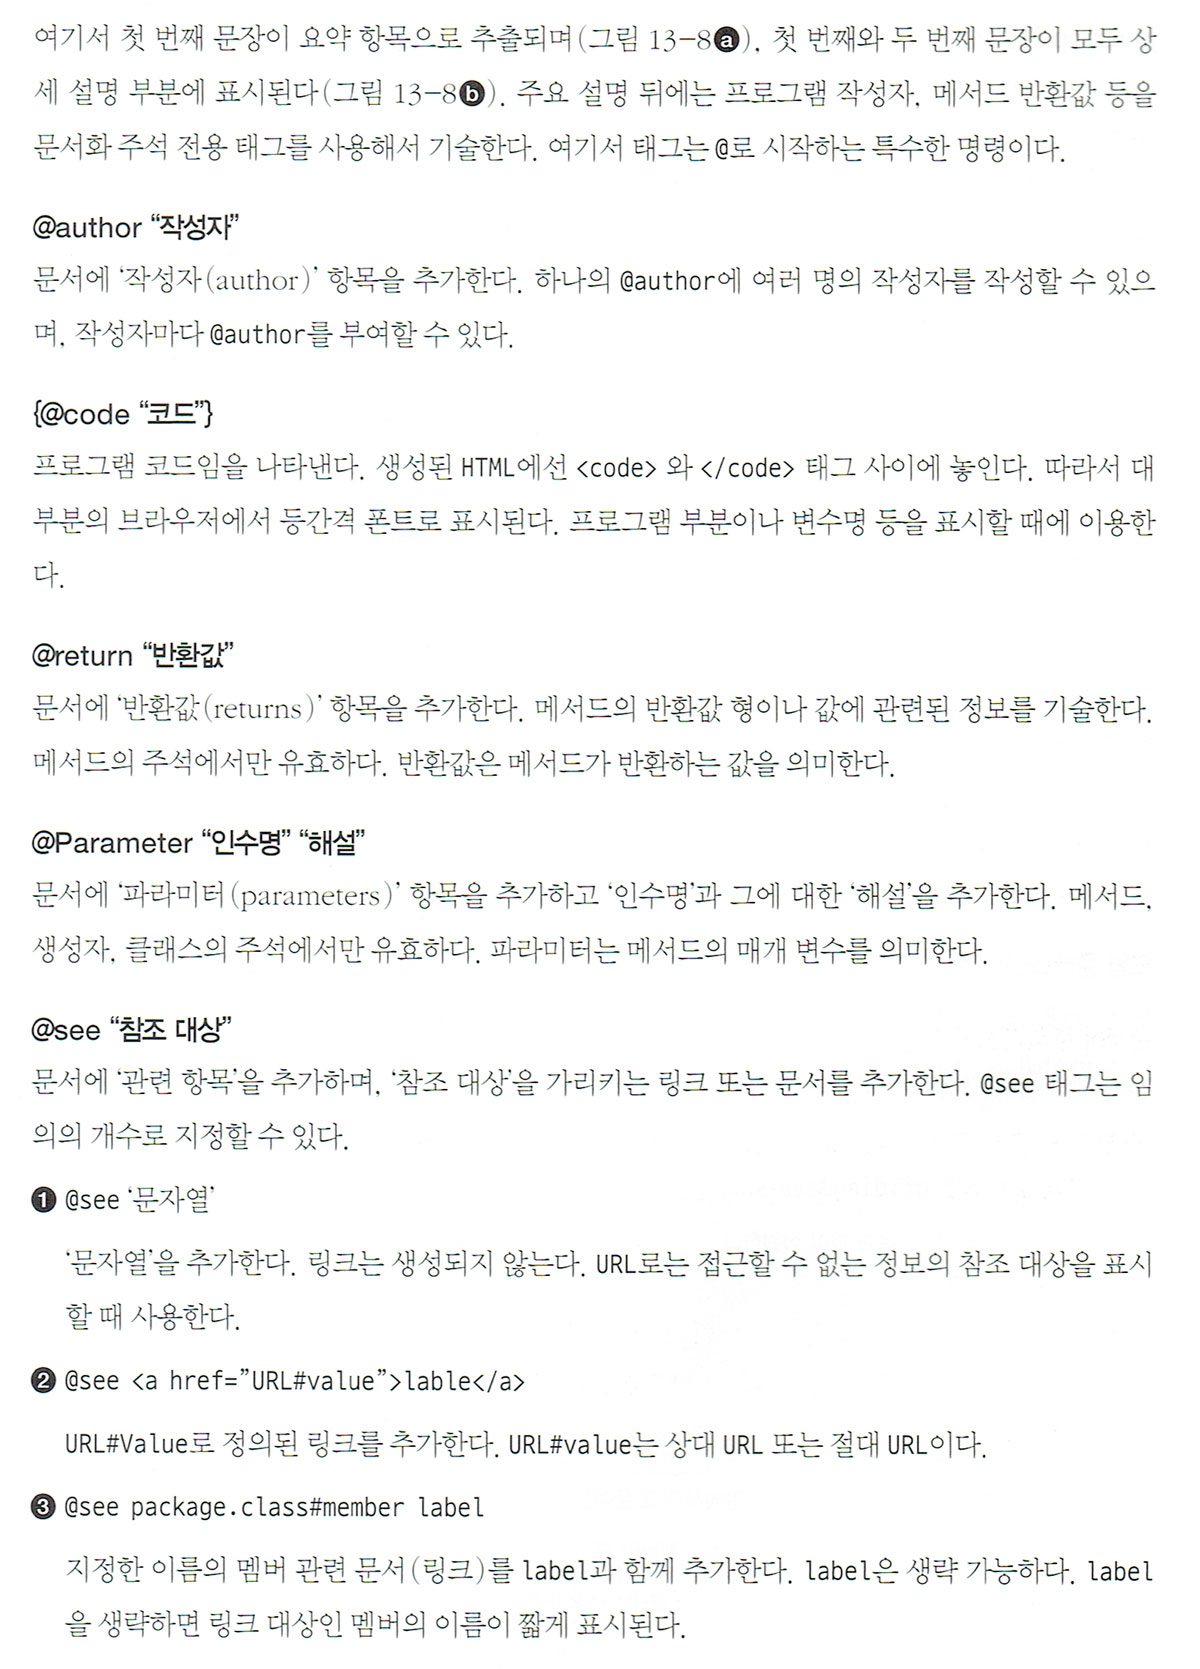 여기서 첫 번째 문장이 요약 항목으로 추출되며(그림 13-8ⓐ), 첫 번째와 두 번째 문장이 모두 상
세 설명 부분에 표시된다(그림 13-8ⓑ). 주요 설명 뒤에는 프로그램 작성자, 메서드 반환값 등을
문서화 주석 전용 태그를 사용해서 기술한다. 여기서 태그는 @로 시작하는 특수한 명령이다.
@author “작성자”
문서에 ‘작성자(author)’ 항목을 추가한다. 하나의 @author에 여러 명의 작성자를 작성할 수 있으
며, 작성자마다 @author를 부여할 수 있다.
{@code “코드”}
프로그램 코드임을 나타낸다. 생성된 HTML에선 <code> 와 </code> 태그 사이에 놓인다. 따라서 대
부분의 브라우저에서 등간격 폰트로 표시된다. 프로그램 부분이나 변수명 등을 표시할 때에 이용한
다.
@return “반환값”
문서에 ‘반환값(returns)’ 항목을 추가한다. 메서드의 반환값 형이나 값에 관련된 정보를 기술한다.
메서드의 주석에서만 유효하다. 반환값은 메서드가 반환하는 값을 의미한다.
@Parameter “인수명” “해설”
문서에 ‘파라미터(parameters)’ 항목을 추가하고 ‘인수명’과 그에 대한 ‘해설’을 추가한다. 메서드,
생성자, 클래스의 주석에서만 유효하다. 파라미터는 메서드의 매개 변수를 의미한다.
@see “참조 대상”
문서에 ‘관련 항목’을 추가하며, ‘참조 대상’을 가리키는 링크 또는 문서를 추가한다. @see 태그는 임
의의 개수로 지정할 수 있다.
❶ @see ‘문자열’
‘문자열’을 추가한다. 링크는 생성되지 않는다. URL로는 접근할 수 없는 정보의 참조 대상을 표시
할 때 사용한다.
❷ @see <a href=”URL#value”>lable</a>
URL#Value로 정의된 링크를 추가한다. URL#value는 상대 URL 또는 절대 URL이다.
❸ @see package.class#member label
지정한 이름의 멤버 관련 문서(링크)를 label과 함께 추가한다. label은 생략 가능하다. label
을 생략하면 링크 대상인 멤버의 이름이 짧게 표시된다.